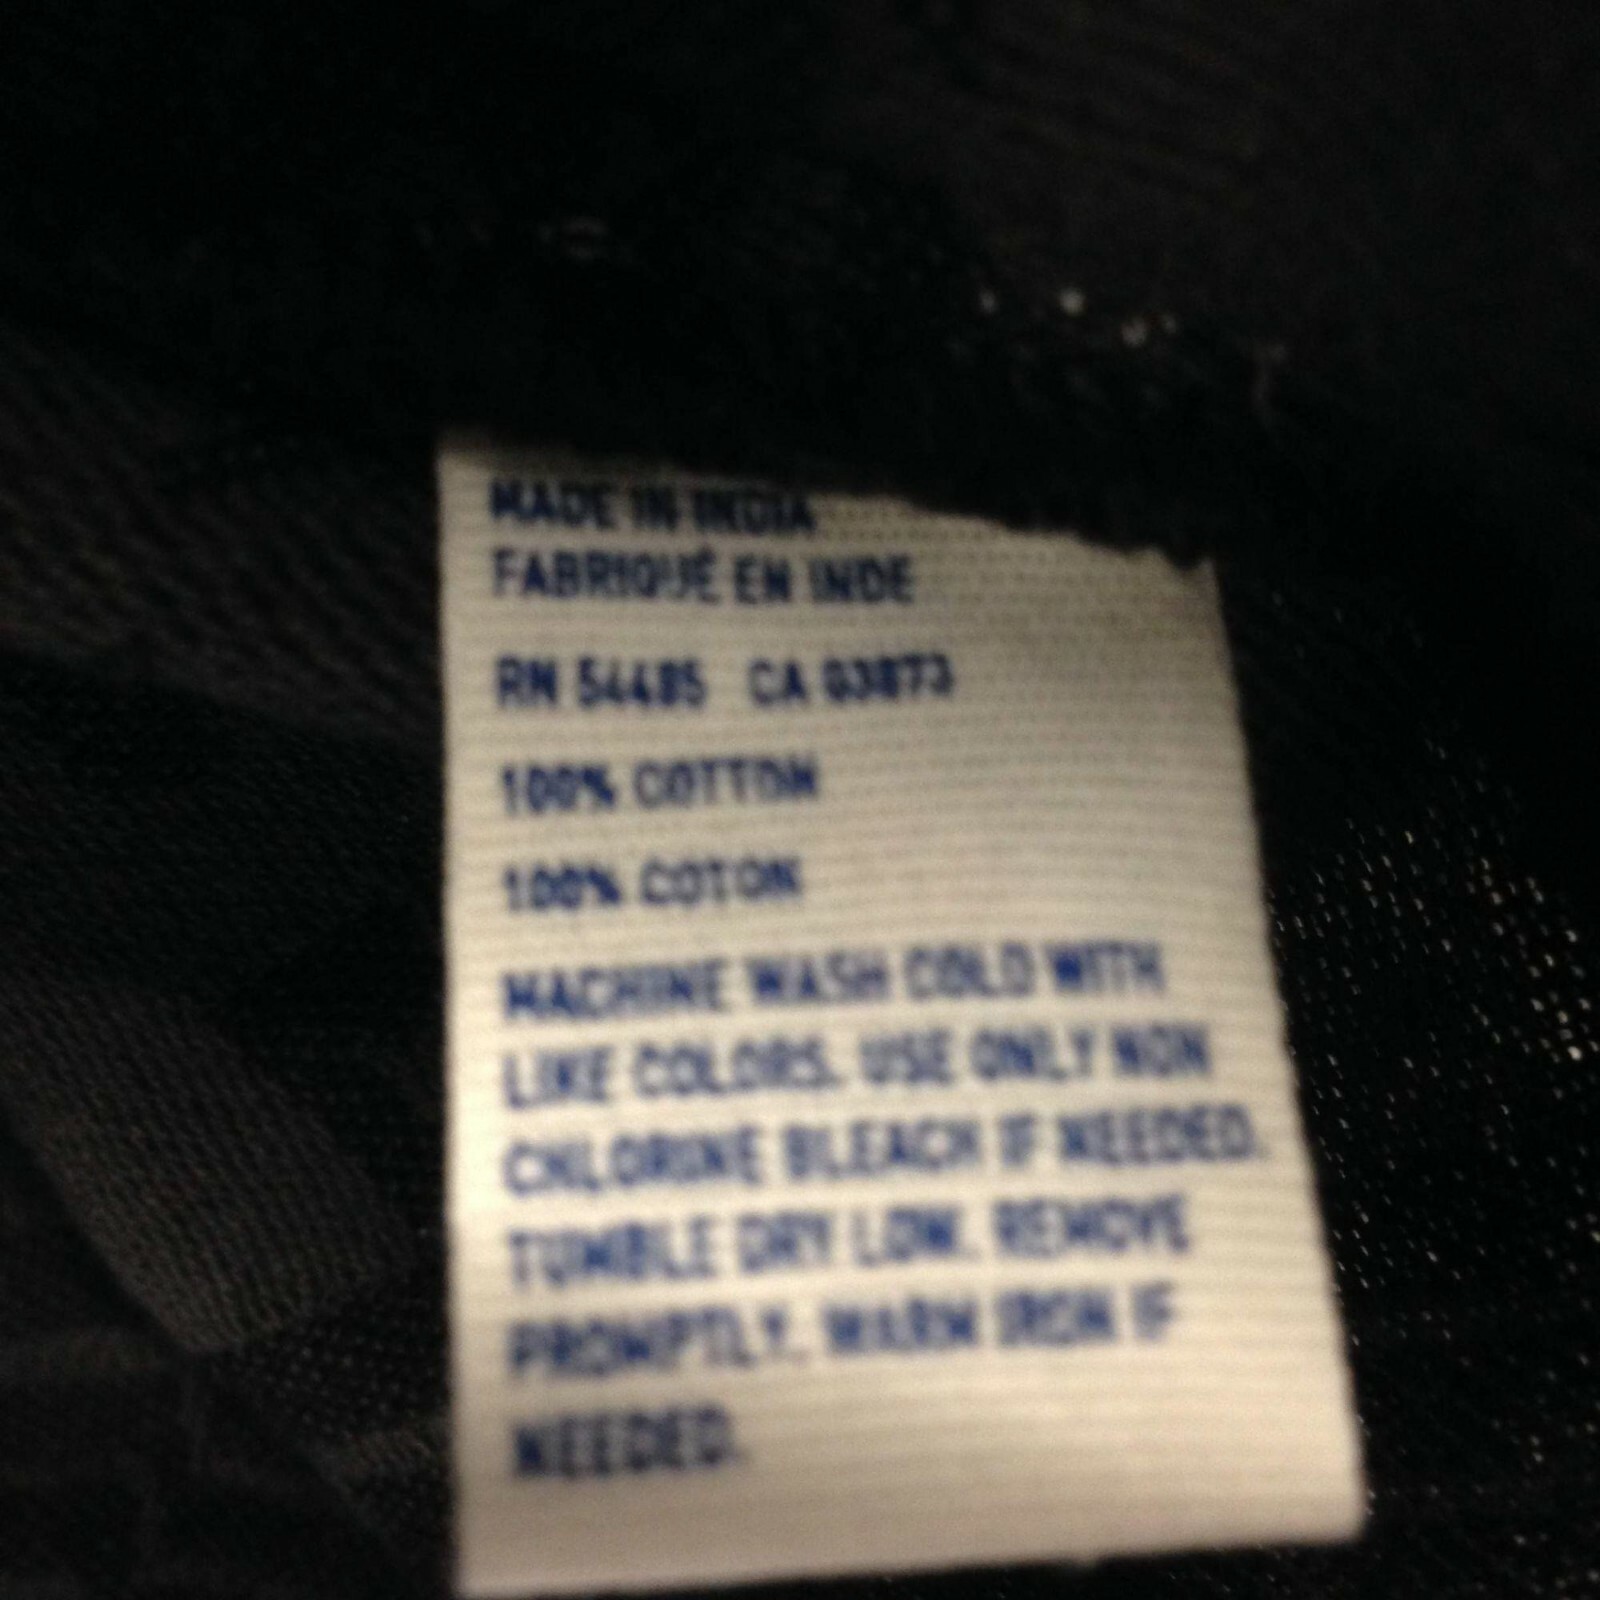 MADE IN INDIA
FABRIQUÉ EN INDE
RN 54485 CA 03873
100% COTTON
100% COTON
MACHINE WASH COLD WITH
LIKE COLORS. USE ONLY NON
CHLORINE BLEACH IF NEEDED.
TUMBLE DRY LOW. REMOVE
PROMPTLY. WARM IRON IF
NEEDED.